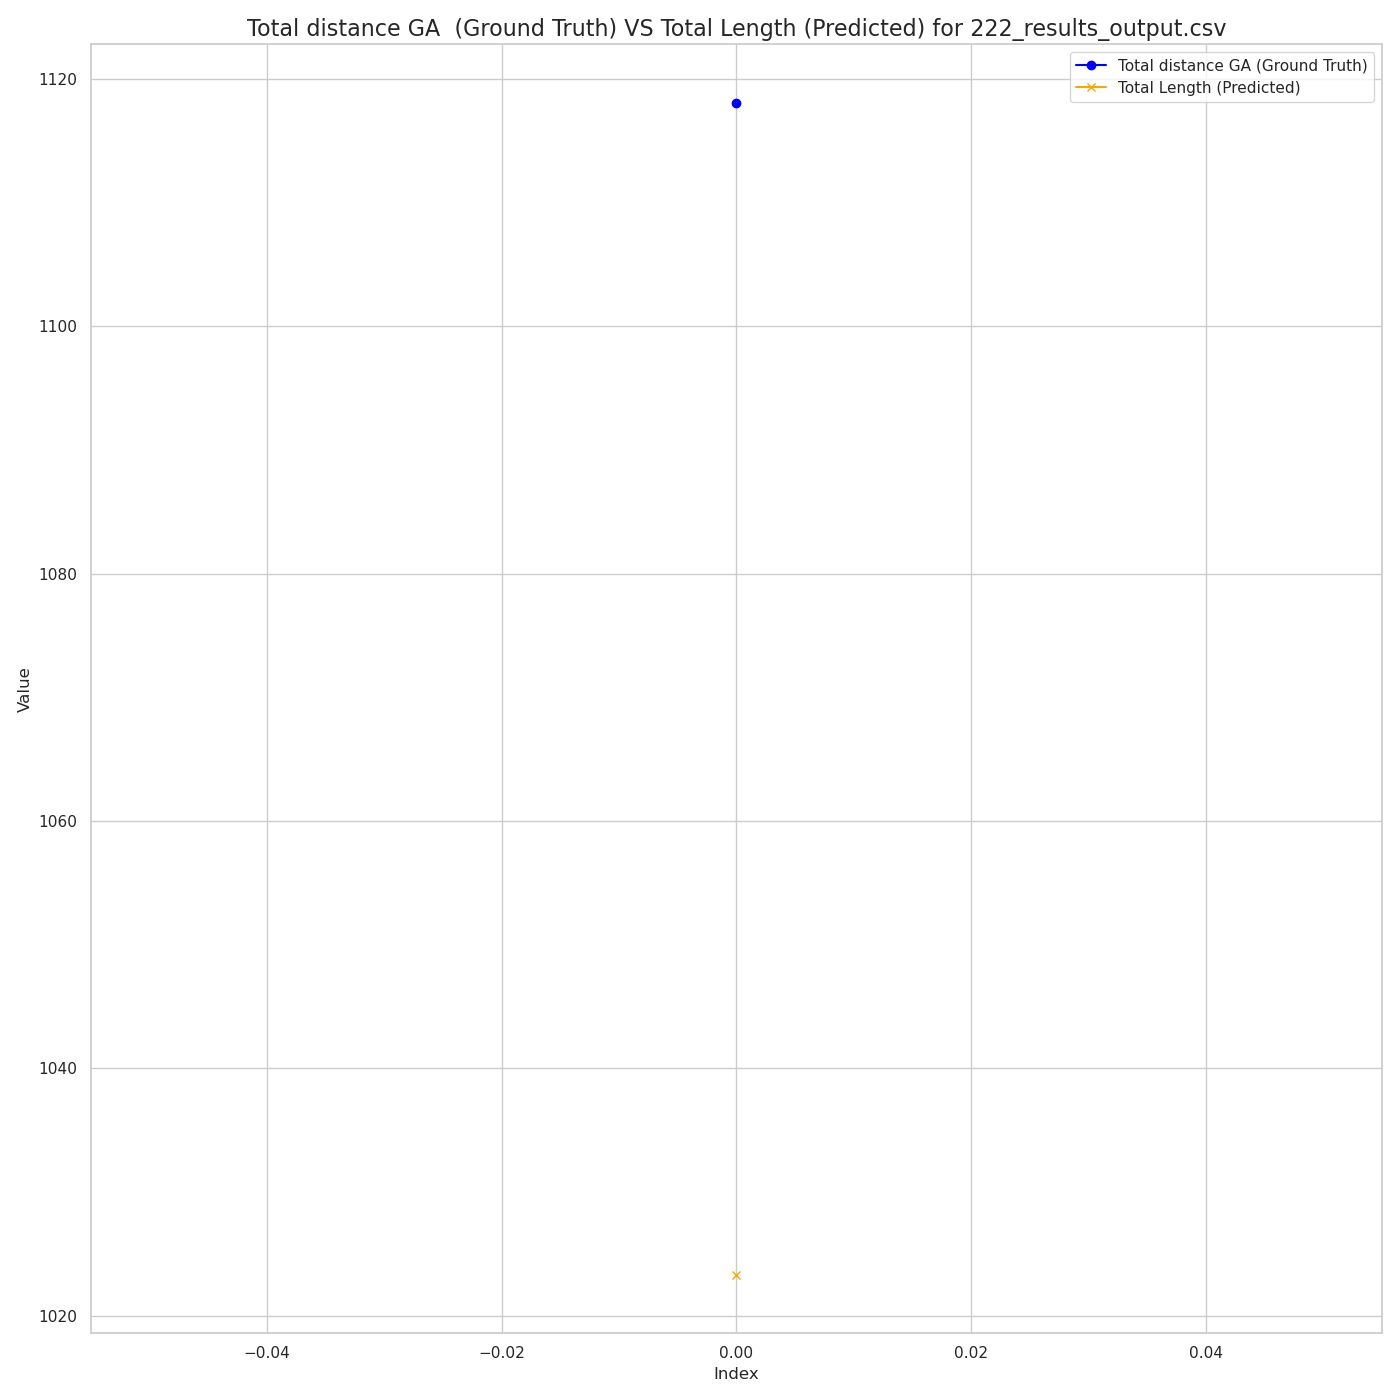 Total distance GA  (Ground Truth) VS Total Length (Predicted) for 222_results_output.csv
Total distance GA (Ground Truth)
Total Length (Predicted)
1120
1100
1080
1060
1040
1020
Value
−0.04
−0.02
0.00
0.02
0.04
Index